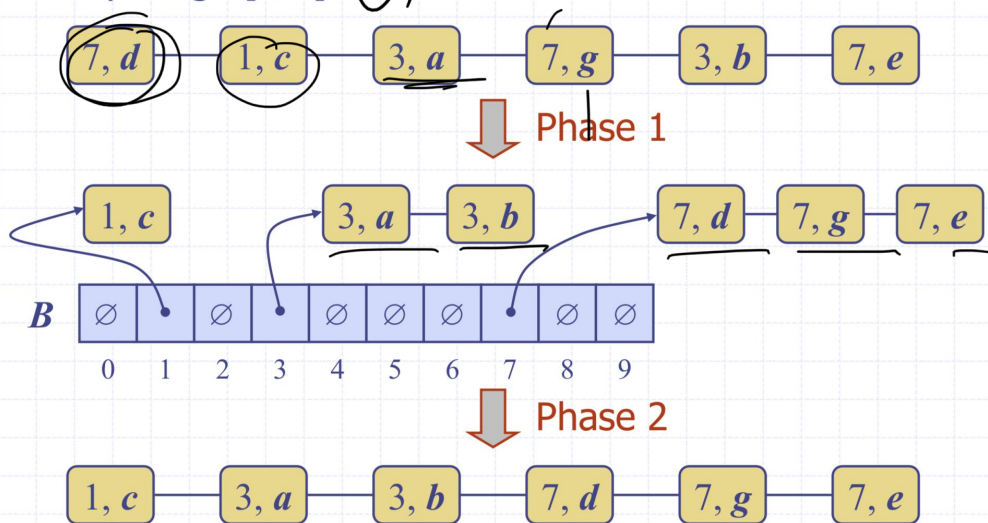 7, d 1, c 3, a 7, g 3, b 7, e
Phase 1
1, c 3, a 3, b 7, d 7, g 7, e
B ∅ ∅ ∅ ∅ ∅ ∅ ∅
0 1 2 3 4 5 6 7 8 9
Phase 2
1, c 3, a 3, b 7, d 7, g 7, e